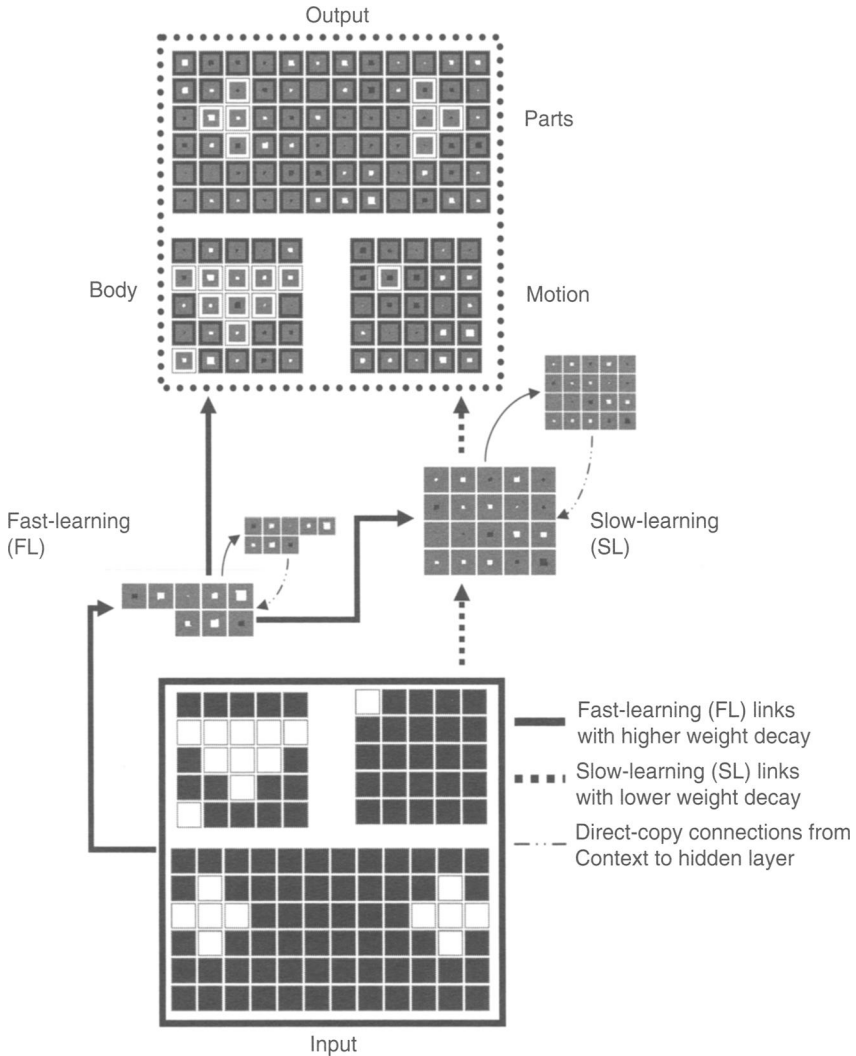 Output
Parts
Body
Motion
Fast-learning
(FL)
Slow-learning
(SL)
Fast-learning (FL) links
with higher weight decay
Slow-learning (SL) links
with lower weight decay
Direct-copy connections from
Context to hidden layer
Input